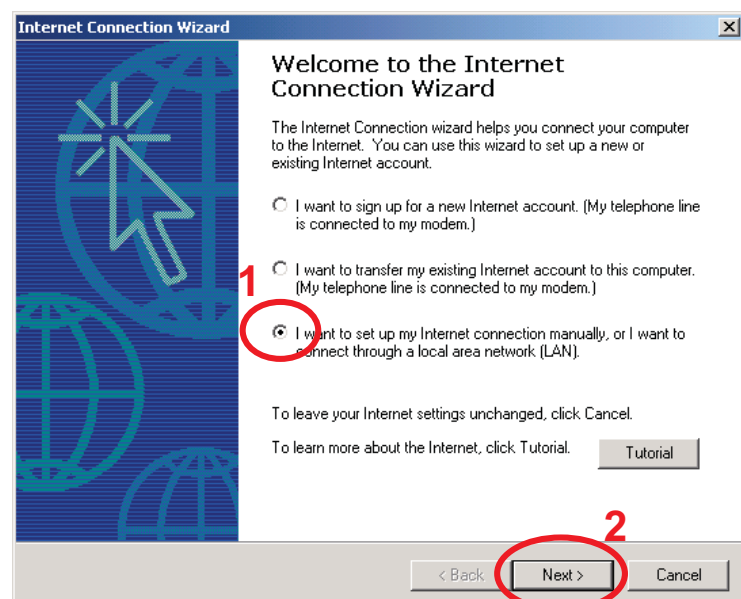 Internet Connection Wizard
Welcome to the Internet
Connection Wizard
The Internet Connection wizard helps you connect your computer
to the Internet. You can use this wizard to set up a new or
existing Internet account.
I want to sign up for a new Internet account. (My telephone line
is connected to my modem.)
I want to transfer my existing Internet account to this computer.
(My telephone line is connected to my modem.)
1
I want to set up my Internet connection manually, or I want to
connect through a local area network (LAN).
To leave your Internet settings unchanged, click Cancel.
To learn more about the Internet, click Tutorial.
Tutorial
2
< Back
Next >
Cancel